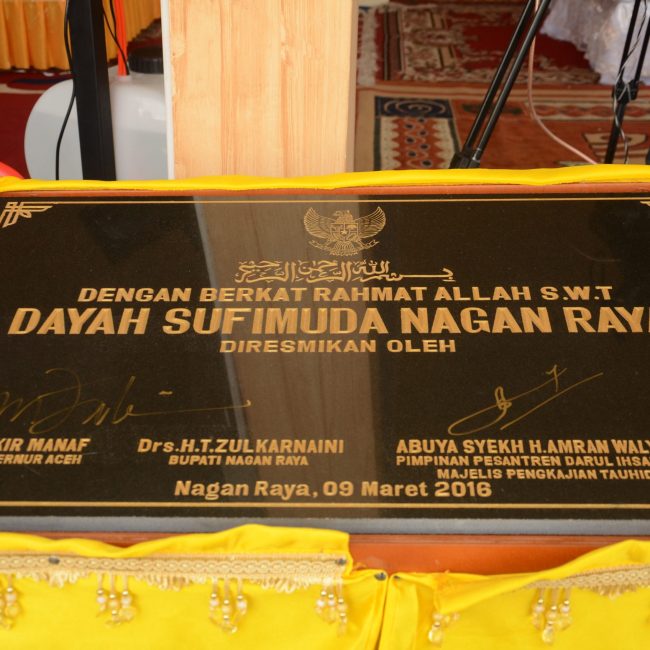 بسم الله الرحمن الرحيم
DENGAN BERKAT RAHMAT ALLAH S.W.T
DAYAH SUFIMUDA NAGAN RAYA
DIRESMIKAN OLEH
KIR MANAF Drs.H.T.ZULKARNAINI ABUYA SYEKH H.AMRAN WALY
ERNUR ACEH BUPATI NAGAN RAYA PIMPINAN PESANTREN DARUL IHSA
MAJELIS PENGKAJIAN TAUHID
Nagan Raya, 09 Maret 2016